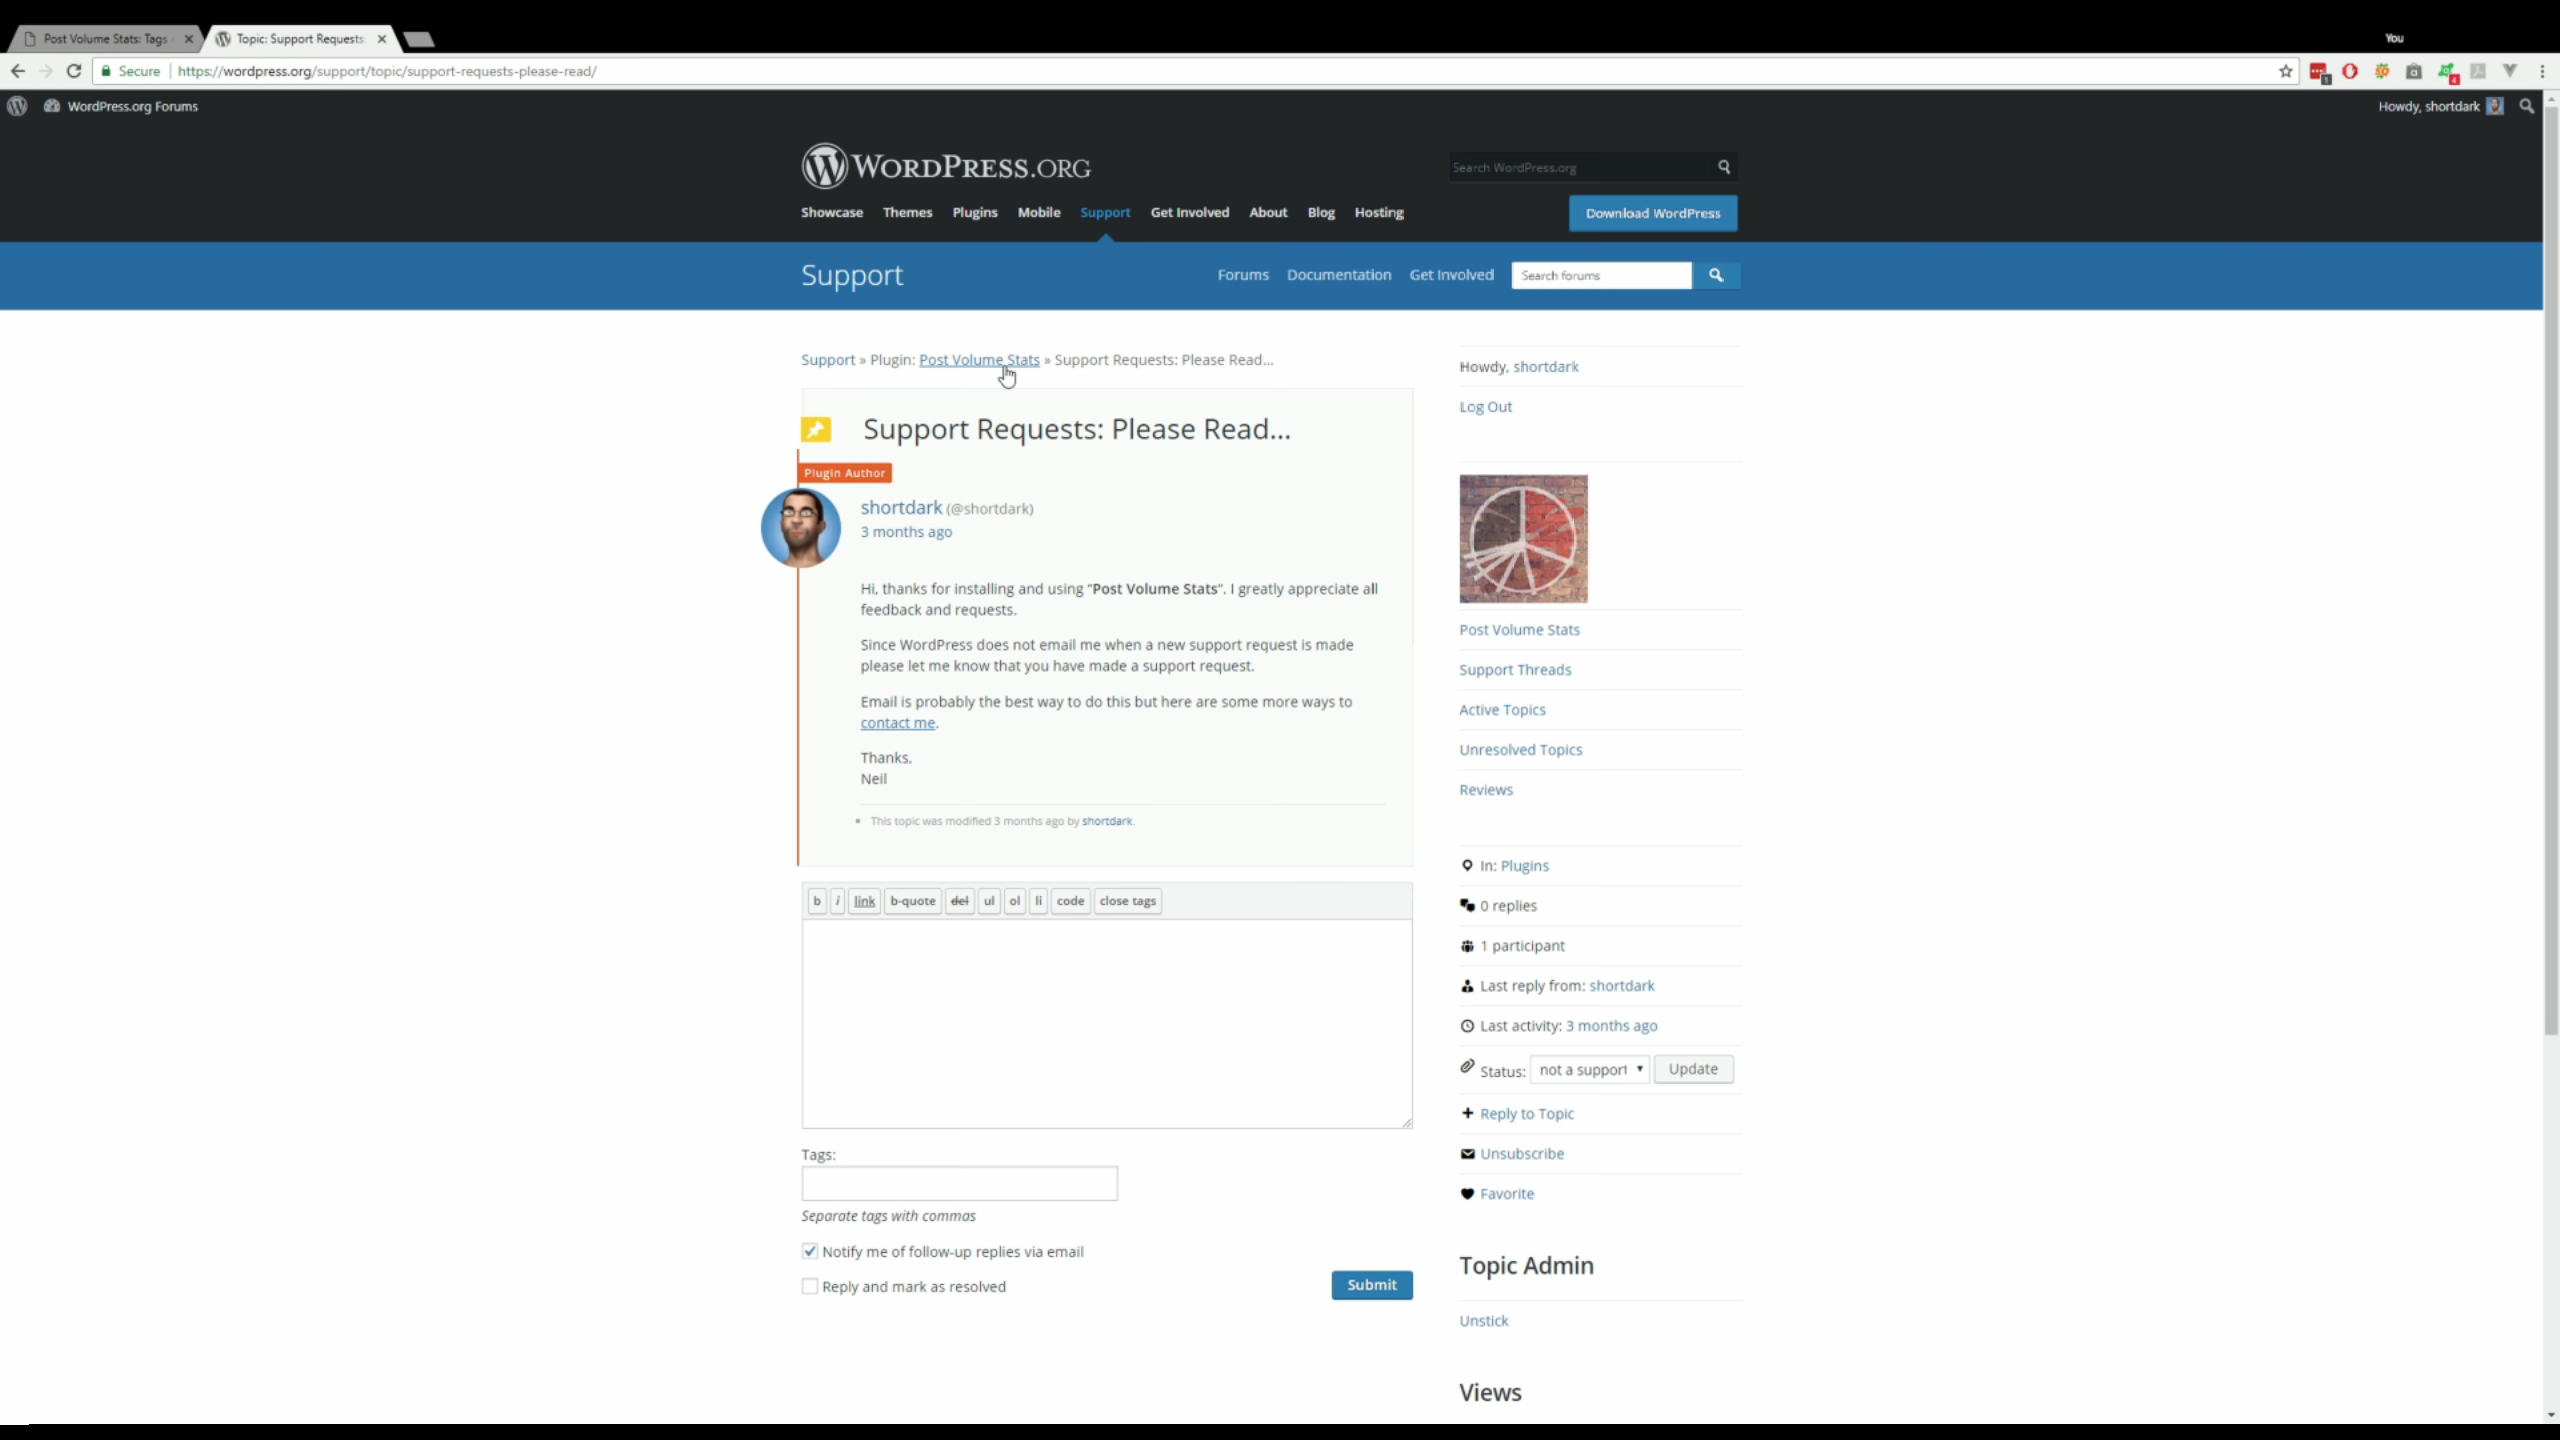 Post Volume Stats: Tags
Topic: Support Requests:
You
Secure | https://wordpress.org/support/topic/support-requests-please-read/
WordPress.org Forums
Howdy, shortdark
WORDPRESS.ORG
Search WordPress.org
Showcase Themes Plugins Mobile Support Get Involved About Blog Hosting
Download WordPress
Support
Forums Documentation Get Involved
Search forums
Support » Plugin: Post Volume Stats » Support Requests: Please Read...
Support Requests: Please Read...
Plugin Author
shortdark (@shortdark)
3 months ago
Hi, thanks for installing and using “Post Volume Stats”. I greatly appreciate all
feedback and requests.
Since WordPress does not email me when a new support request is made
please let me know that you have made a support request.
Email is probably the best way to do this but here are some more ways to
contact me.
Thanks,
Neil
This topic was modified 3 months ago by shortdark.
b i link b-quote del ul ol li code close tags
Tags:
Separate tags with commas
Notify me of follow-up replies via email
Reply and mark as resolved
Submit
Howdy, shortdark
Log Out
Post Volume Stats
Support Threads
Active Topics
Unresolved Topics
Reviews
In: Plugins
0 replies
1 participant
Last reply from: shortdark
Last activity: 3 months ago
Status: not a support Update
Reply to Topic
Unsubscribe
Favorite
Topic Admin
Unstick
Views